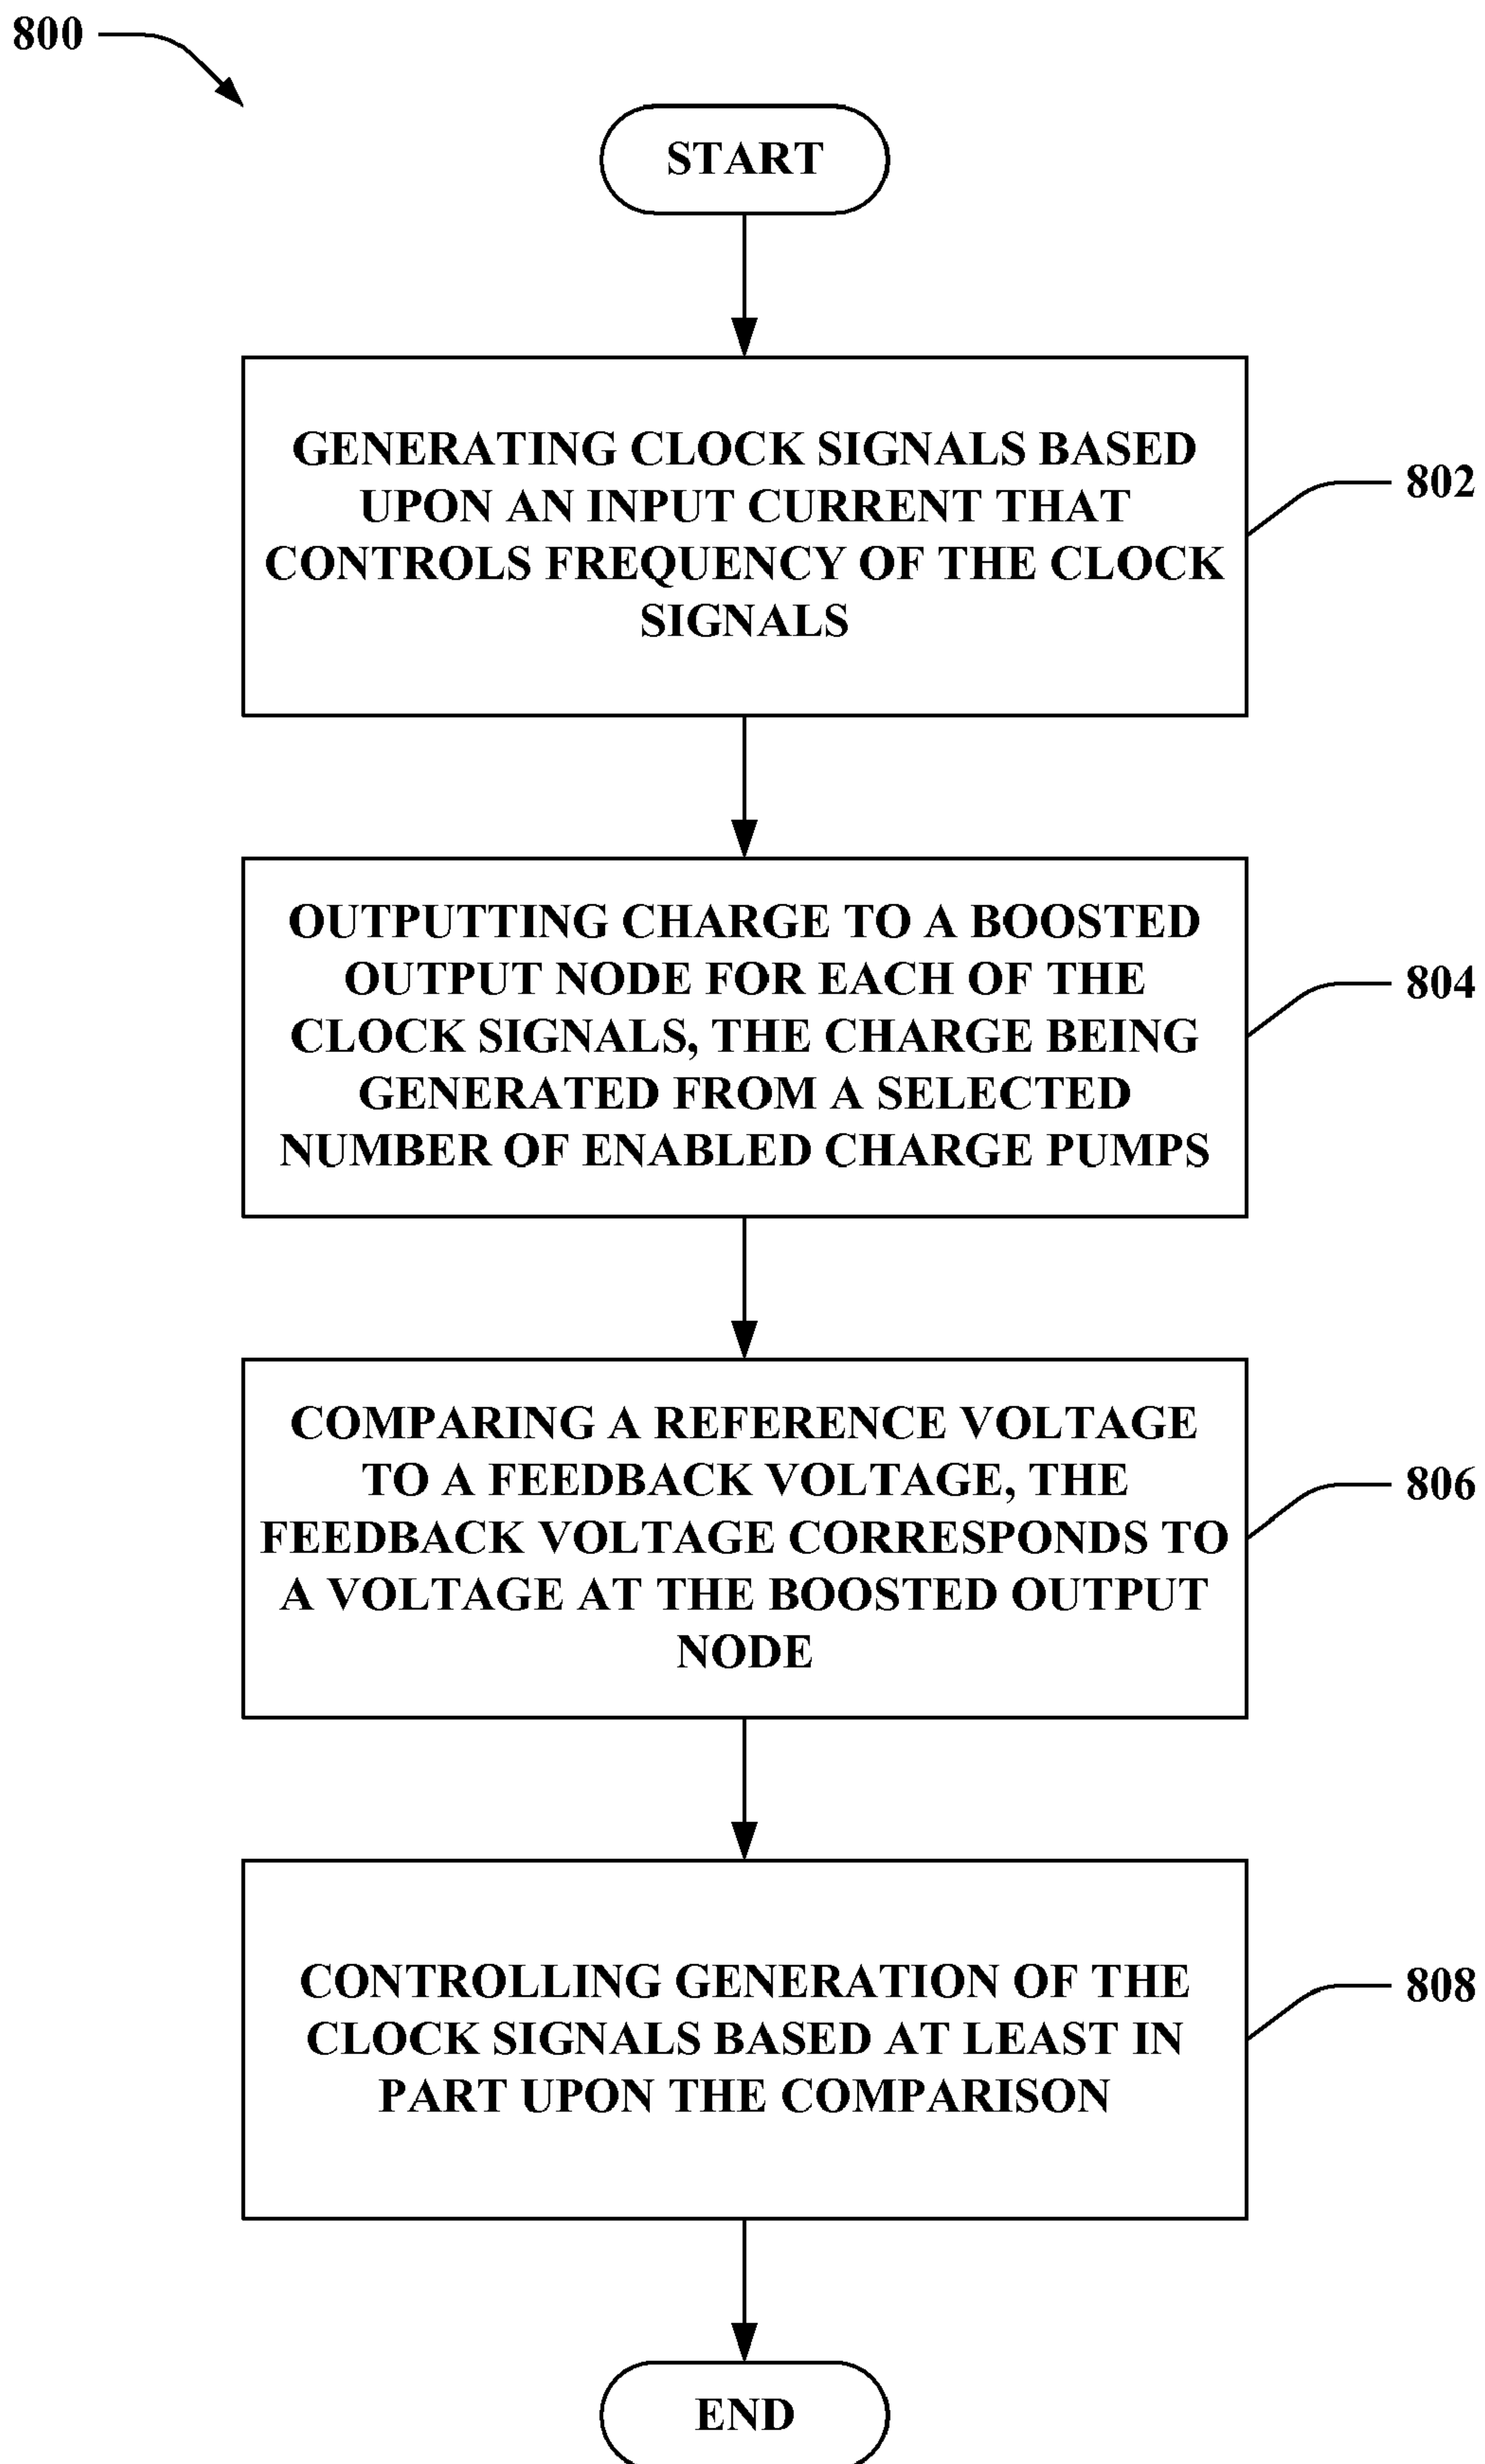 800
START
GENERATING CLOCK SIGNALS BASED
UPON AN INPUT CURRENT THAT
CONTROLS FREQUENCY OF THE CLOCK
SIGNALS
802
OUTPUTTING CHARGE TO A BOOSTED
OUTPUT NODE FOR EACH OF THE
CLOCK SIGNALS, THE CHARGE BEING
GENERATED FROM A SELECTED
NUMBER OF ENABLED CHARGE PUMPS
804
COMPARING A REFERENCE VOLTAGE
TO A FEEDBACK VOLTAGE, THE
FEEDBACK VOLTAGE CORRESPONDS TO
A VOLTAGE AT THE BOOSTED OUTPUT
NODE
806
CONTROLLING GENERATION OF THE
CLOCK SIGNALS BASED AT LEAST IN
PART UPON THE COMPARISON
808
END